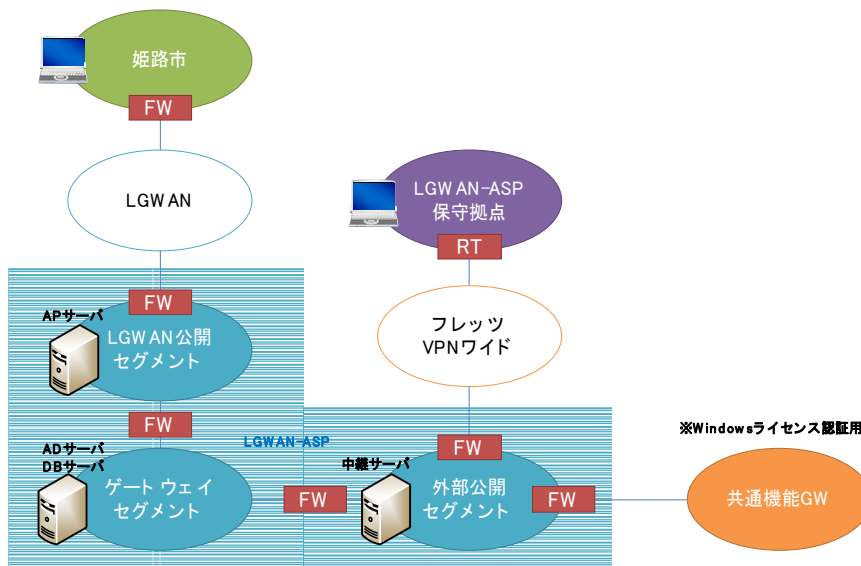 姫路市
FW
LGWAN
LGWAN-ASP
保守拠点
RT
FW
APサーバ
LGWAN公開
セグメント
フレッツ
VPNワイド
FW
ADサーバ
DBサーバ
LGWAN-ASP
FW
※Windowsライセンス認証用
中継サーバ
ゲートウェイ
セグメント
FW
外部公開
セグメント
FW
共通機能GW